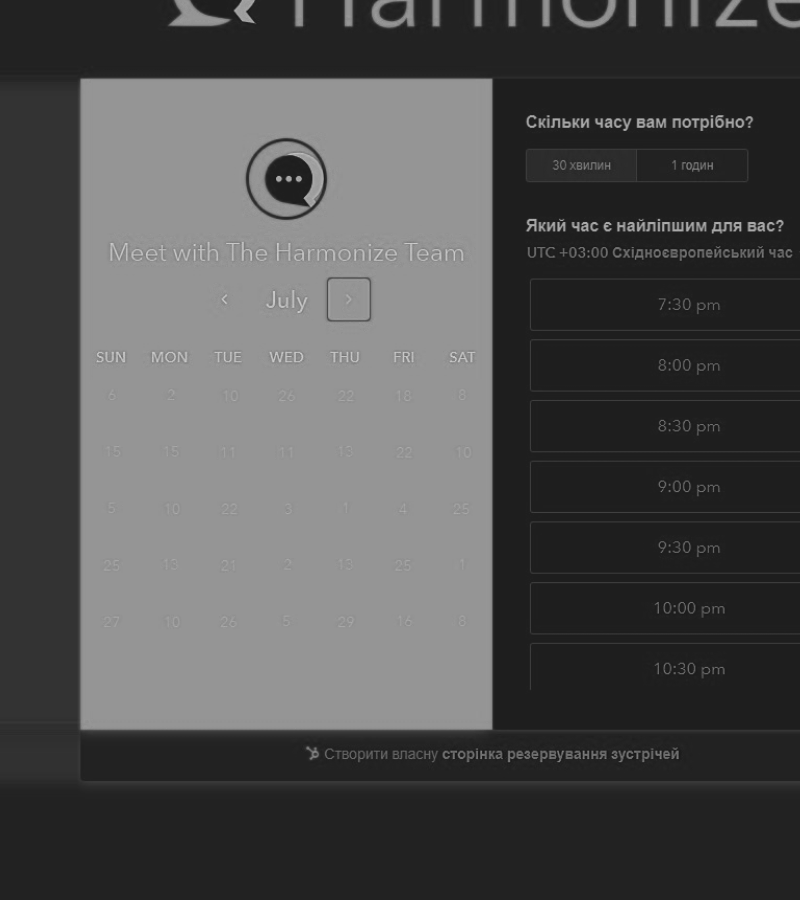 Harmonize
Meet with The Harmonize Team
July
SUN MON TUE WED THU FRI SAT
6 2 10 26 22 18 8
15 15 11 11 13 22 10
5 10 22 3 1 4 25
25 13 21 2 13 25 1
27 10 26 5 29 16 8
Скільки часу вам потрібно?
30 хвилин 1 годин
Який час є найліпшим для вас?
UTC +03:00 Східноєвропейський час
7:30 pm
8:00 pm
8:30 pm
9:00 pm
9:30 pm
10:00 pm
10:30 pm
Створити власну сторінка резервування зустрічей